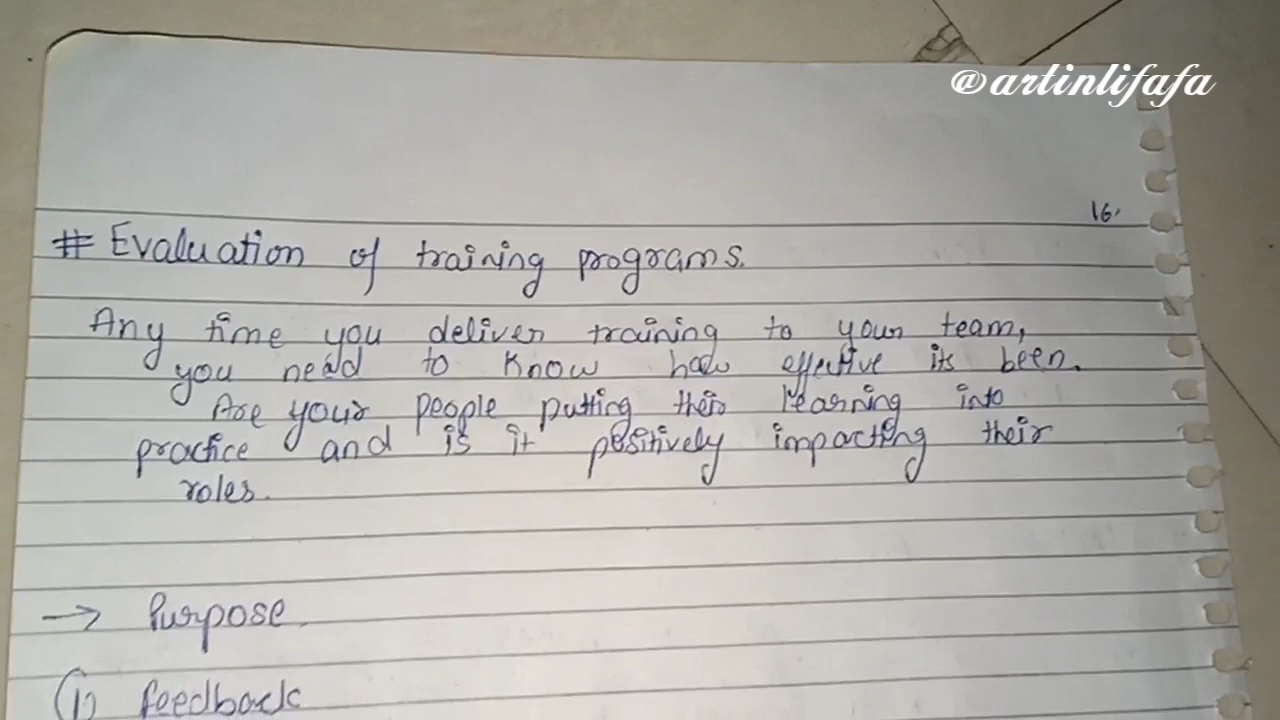 @artinlifafa
16.
# Evaluation of training programs.
Any time you deliver training to your team,
you need to know how effective its been.
Are your people putting their learning into
practice and is it positively impacting their
roles.
→ Purpose.
(1) feedback